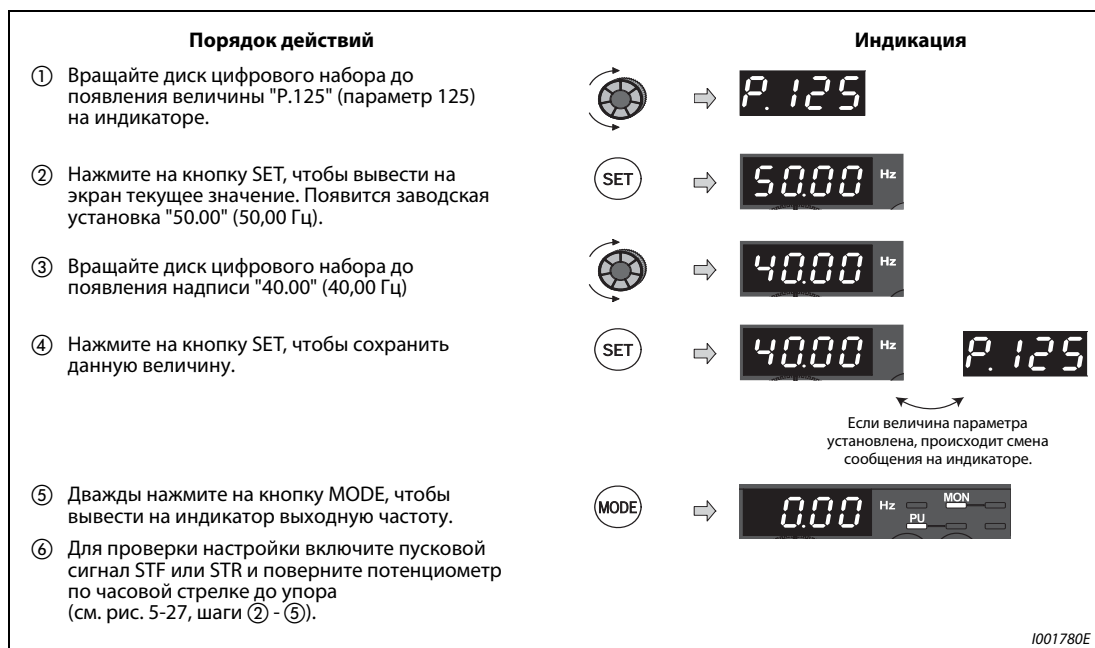 Порядок действий
Индикация
① Вращайте диск цифрового набора до
появления величины "P.125" (параметр 125)
на индикаторе.
P.125
② Нажмите на кнопку SET, чтобы вывести на
экран текущее значение. Появится заводская
установка "50.00" (50,00 Гц).
SET
50.00 Hz
③ Вращайте диск цифрового набора до
появления надписи "40.00" (40,00 Гц)
40.00 Hz
④ Нажмите на кнопку SET, чтобы сохранить
данную величину.
SET
40.00 Hz
P.125
Если величина параметра
установлена, происходит смена
сообщения на индикаторе.
⑤ Дважды нажмите на кнопку MODE, чтобы
вывести на индикатор выходную частоту.
MODE
0.00 Hz
MON
PU
⑥ Для проверки настройки включите пусковой
сигнал STF или STR и поверните потенциометр
по часовой стрелке до упора
(см. рис. 5-27, шаги ② - ⑤).
I001780E